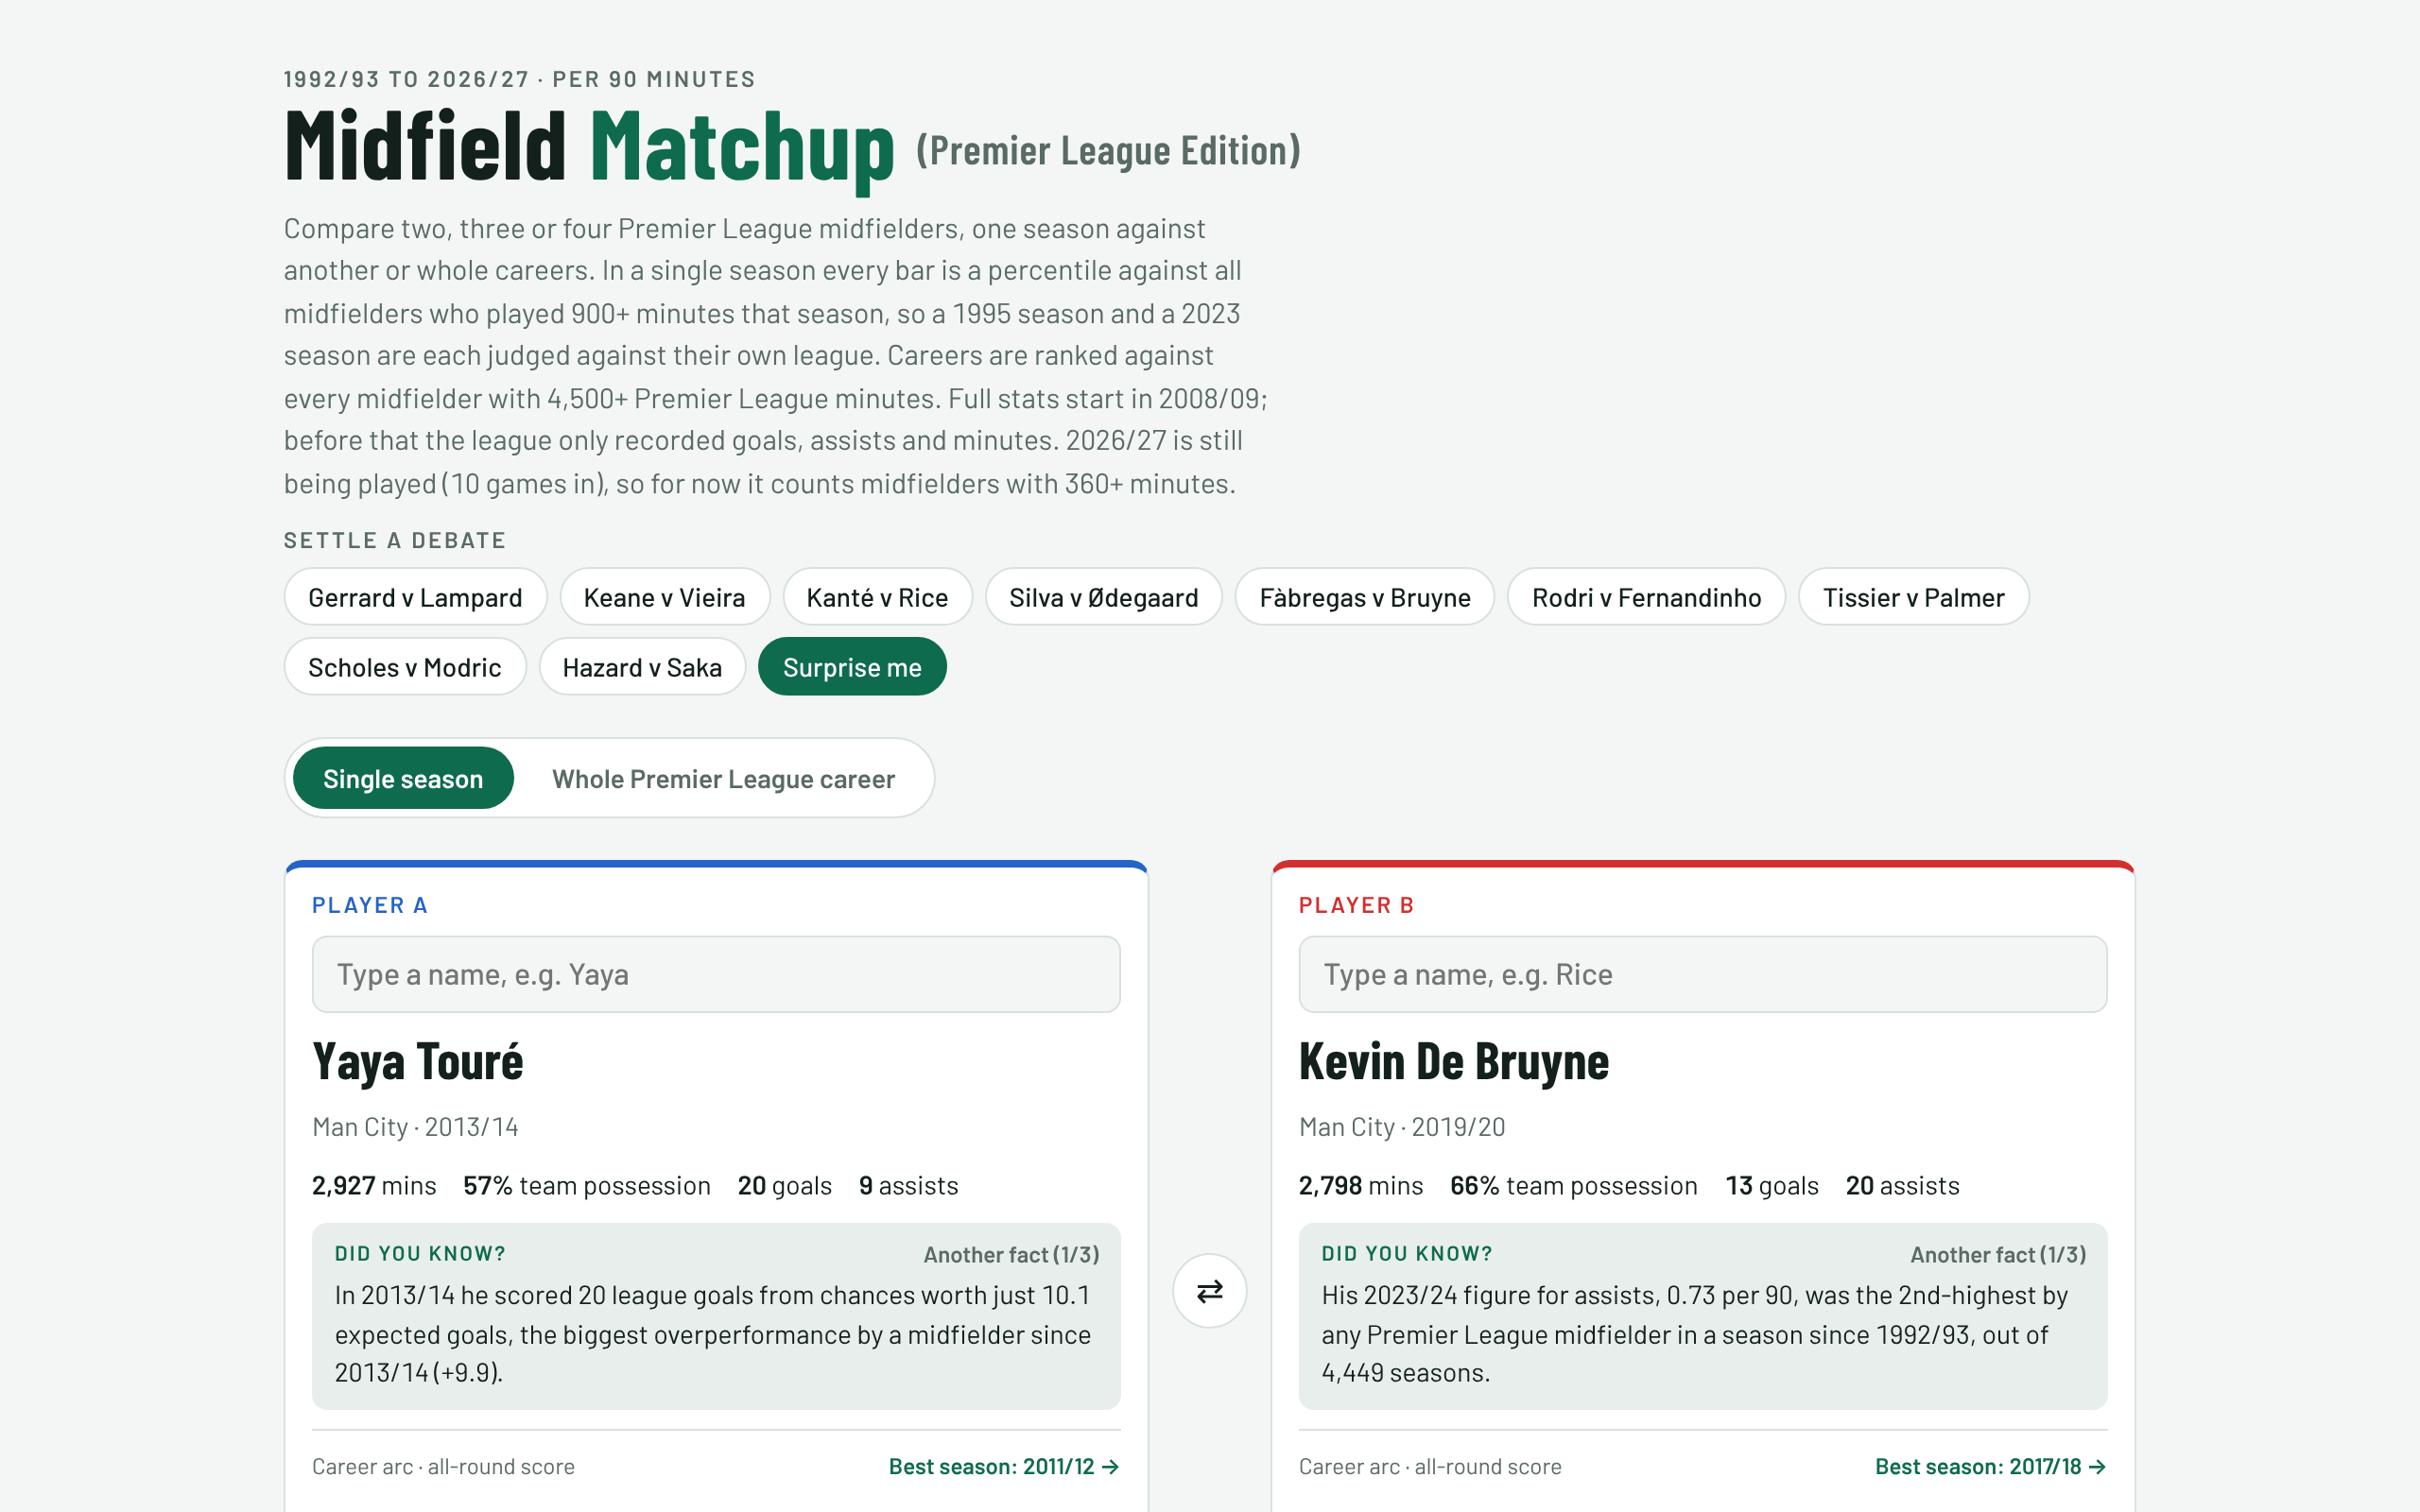 1992/93 TO 2026/27 · PER 90 MINUTES
Midfield Matchup (Premier League Edition)
Compare two, three or four Premier League midfielders, one season against
another or whole careers. In a single season every bar is a percentile against all
midfielders who played 900+ minutes that season, so a 1995 season and a 2023
season are each judged against their own league. Careers are ranked against
every midfielder with 4,500+ Premier League minutes. Full stats start in 2008/09;
before that the league only recorded goals, assists and minutes. 2026/27 is still
being played (10 games in), so for now it counts midfielders with 360+ minutes.
SETTLE A DEBATE
Gerrard v Lampard Keane v Vieira Kanté v Rice Silva v Ødegaard Fàbregas v Bruyne Rodri v Fernandinho Tissier v Palmer
Scholes v Modric Hazard v Saka Surprise me
Single season Whole Premier League career
PLAYER A
Type a name, e.g. Yaya
Yaya Touré
Man City · 2013/14
2,927 mins 57% team possession 20 goals 9 assists
DID YOU KNOW? Another fact (1/3)
In 2013/14 he scored 20 league goals from chances worth just 10.1
expected goals, the biggest overperformance by a midfielder since
2013/14 (+9.9).
Career arc · all-round score Best season: 2011/12 →
⇄
PLAYER B
Type a name, e.g. Rice
Kevin De Bruyne
Man City · 2019/20
2,798 mins 66% team possession 13 goals 20 assists
DID YOU KNOW? Another fact (1/3)
His 2023/24 figure for assists, 0.73 per 90, was the 2nd-highest by
any Premier League midfielder in a season since 1992/93, out of
4,449 seasons.
Career arc · all-round score Best season: 2017/18 →